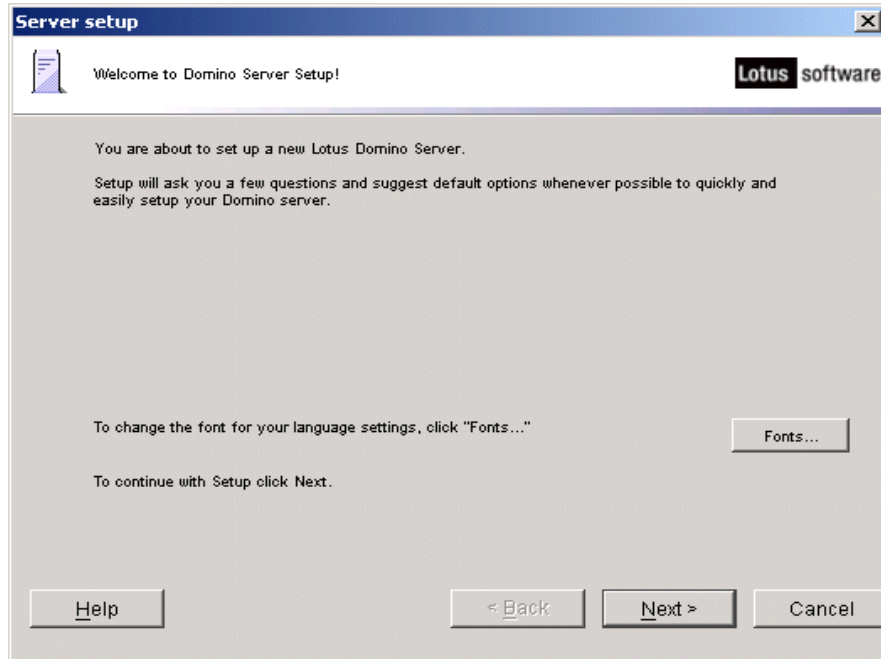 Server setup
Welcome to Domino Server Setup!
Lotus software
You are about to set up a new Lotus Domino Server.
Setup will ask you a few questions and suggest default options whenever possible to quickly and
easily setup your Domino server.
To change the font for your language settings, click "Fonts..."
Fonts...
To continue with Setup click Next.
Help
< Back
Next >
Cancel